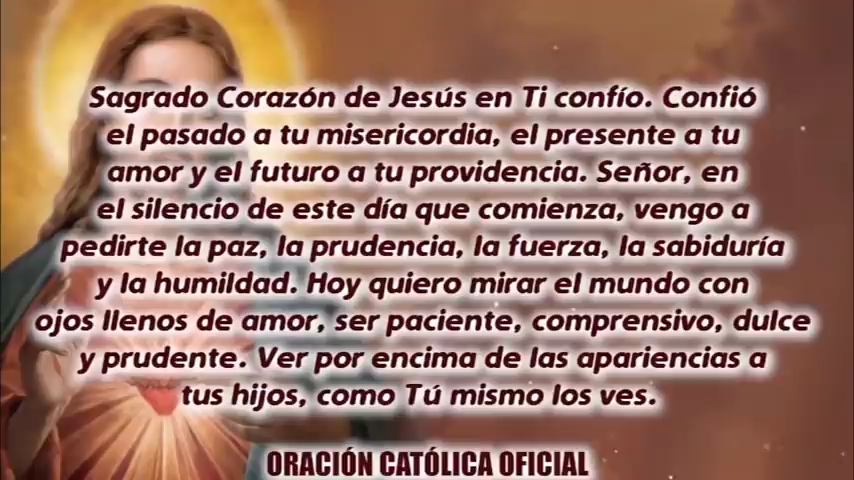 Sagrado Corazón de Jesús en Ti confío. Confió
el pasado a tu misericordia, el presente a tu
amor y el futuro a tu providencia. Señor, en
el silencio de este día que comienza, vengo a
pedirte la paz, la prudencia, la fuerza, la sabiduría
y la humildad. Hoy quiero mirar el mundo con
ojos llenos de amor, ser paciente, comprensivo, dulce
y prudente. Ver por encima de las apariencias a
tus hijos, como Tú mismo los ves.
ORACIÓN CATÓLICA OFICIAL